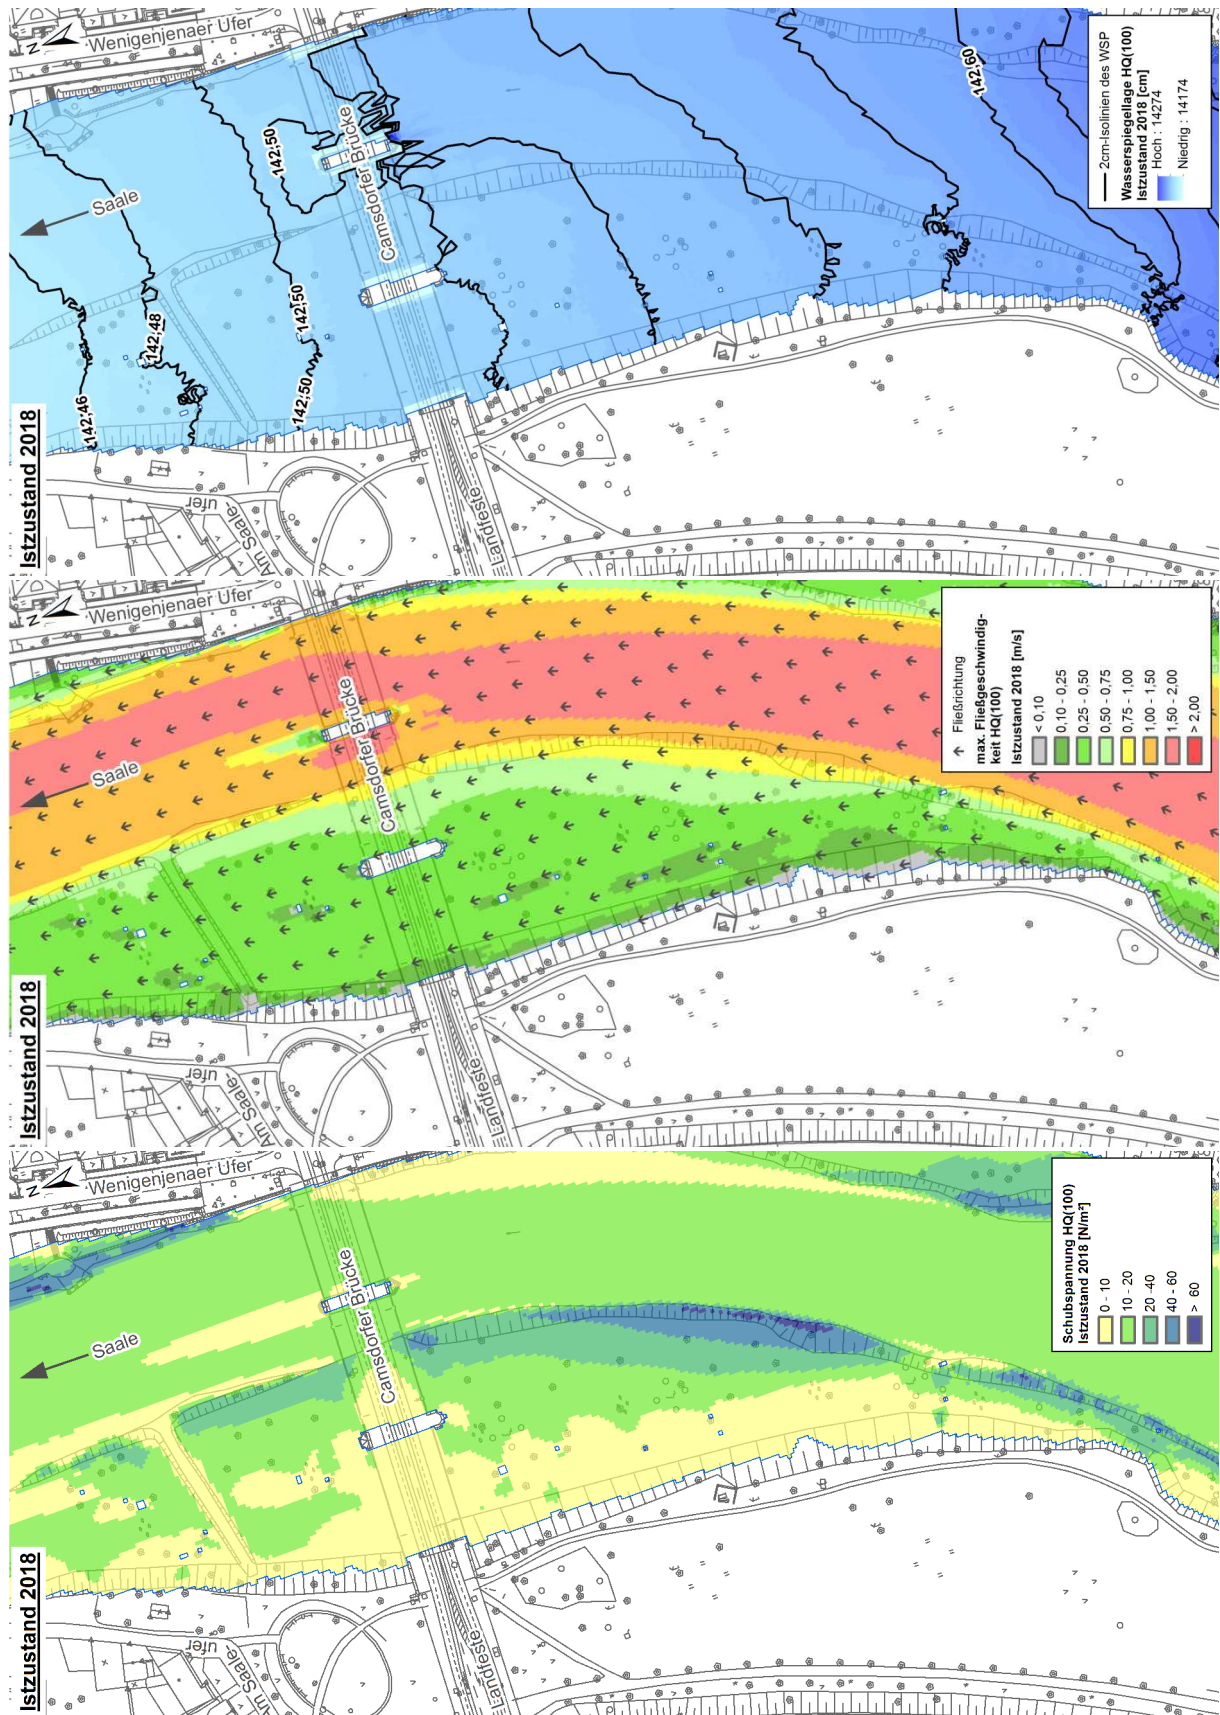 Istzustand 2018
N
Wenigenjenaer Ufer
Saale
Camsdorfer Brücke
Landfeste
Am Saale-
ufer
142;46
142;48
142;50
142;50
142;50
142;60
2cm-Isolinien des WSP
Wasserspiegellage HQ(100)
Istzustand 2018 [cm]
Hoch : 14274
Niedrig : 14174
Istzustand 2018
N
Wenigenjenaer Ufer
Saale
Camsdorfer Brücke
Landfeste
Am Saale-
ufer
Fließrichtung
max. Fließgeschwindig-
keit HQ(100)
Istzustand 2018 [m/s]
< 0,10
0,10 - 0,25
0,25 - 0,50
0,50 - 0,75
0,75 - 1,00
1,00 - 1,50
1,50 - 2,00
> 2,00
Istzustand 2018
N
Wenigenjenaer Ufer
Saale
Camsdorfer Brücke
Landfeste
Am Saale-
ufer
Schubspannung HQ(100)
Istzustand 2018 [N/m²]
0 - 10
10 - 20
20 -40
40 - 60
> 60